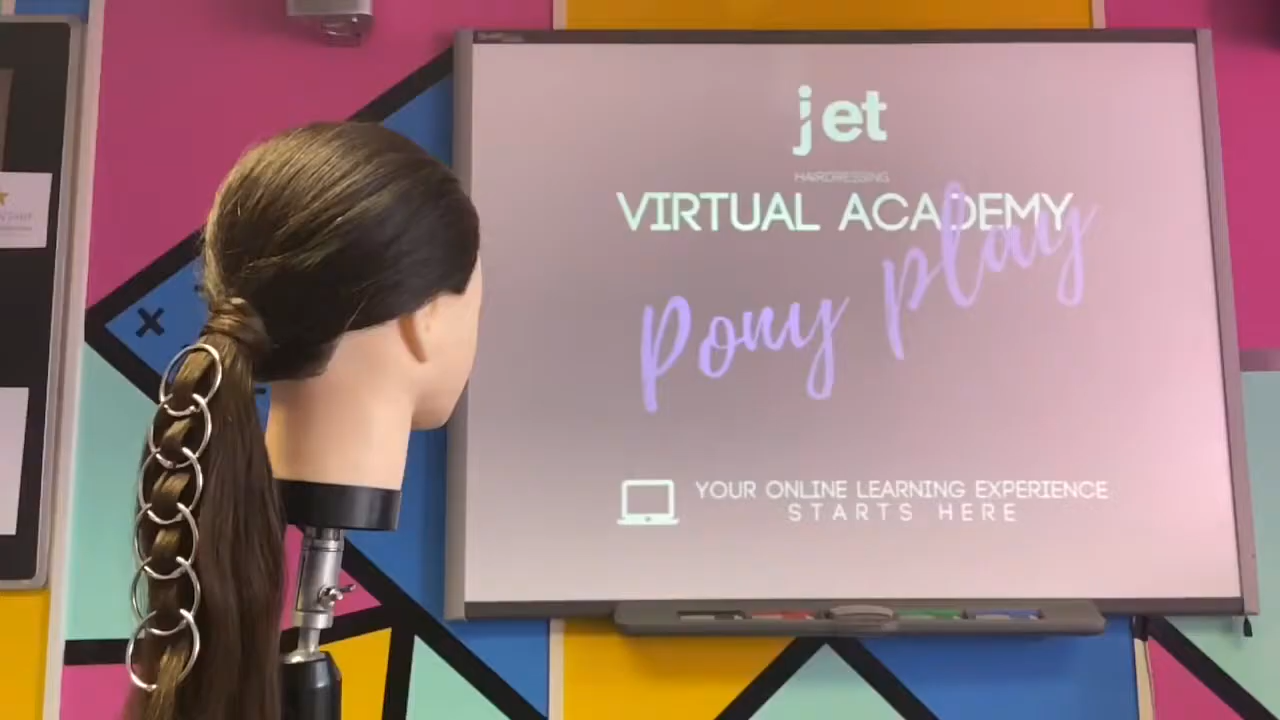 jet
HAIRDRESSING
VIRTUAL ACADEMY
Pony play
YOUR ONLINE LEARNING EXPERIENCE
STARTS HERE